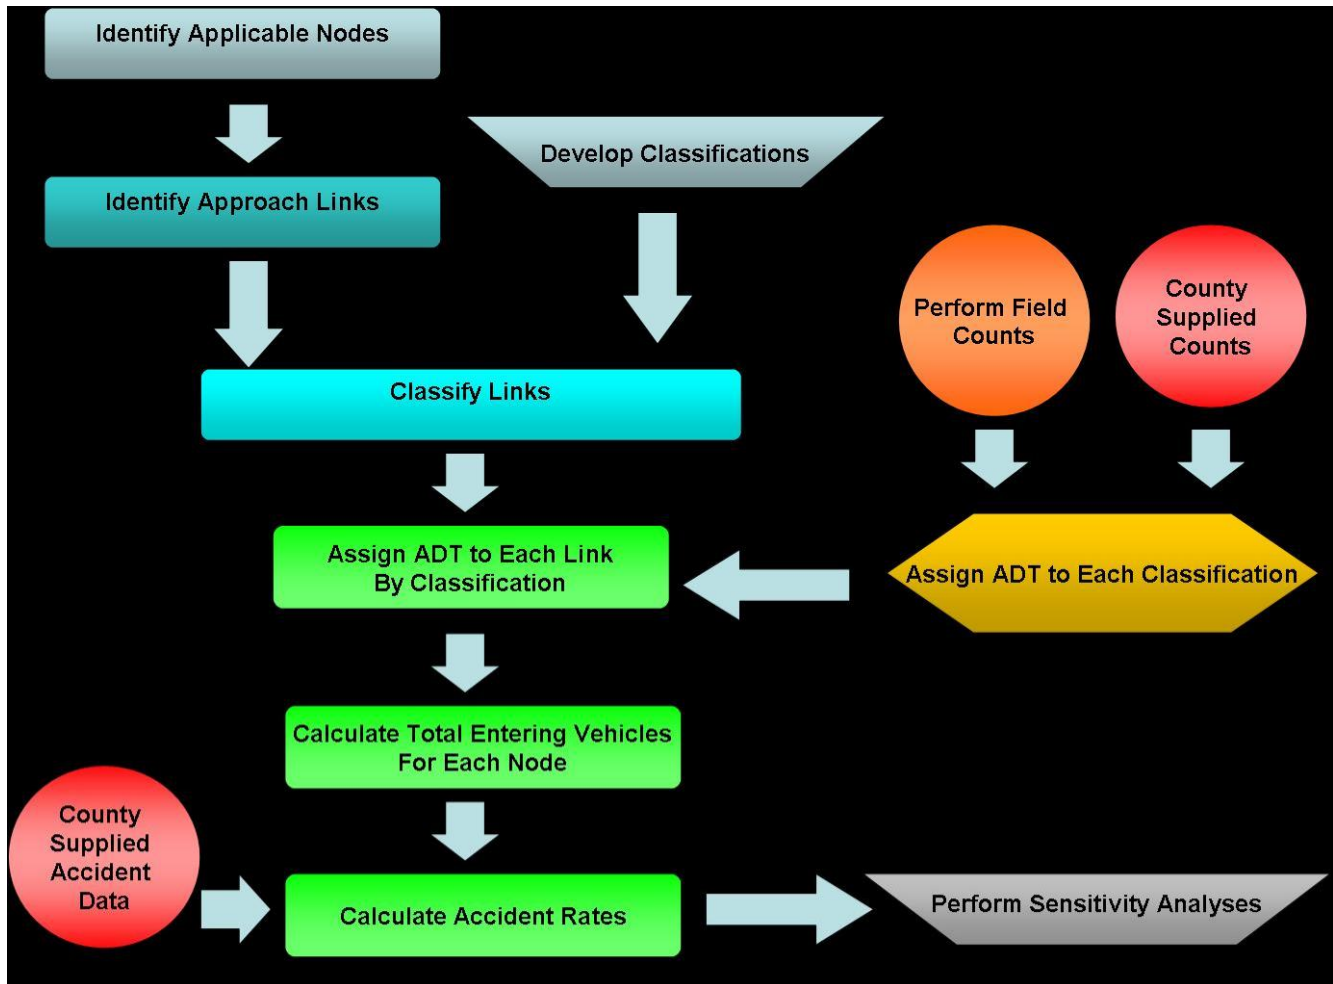 Identify Applicable Nodes
Develop Classifications
Identify Approach Links
Perform Field
Counts
County
Supplied
Counts
Classify Links
Assign ADT to Each Link
By Classification
Assign ADT to Each Classification
Calculate Total Entering Vehicles
For Each Node
County
Supplied
Accident
Data
Calculate Accident Rates
Perform Sensitivity Analyses